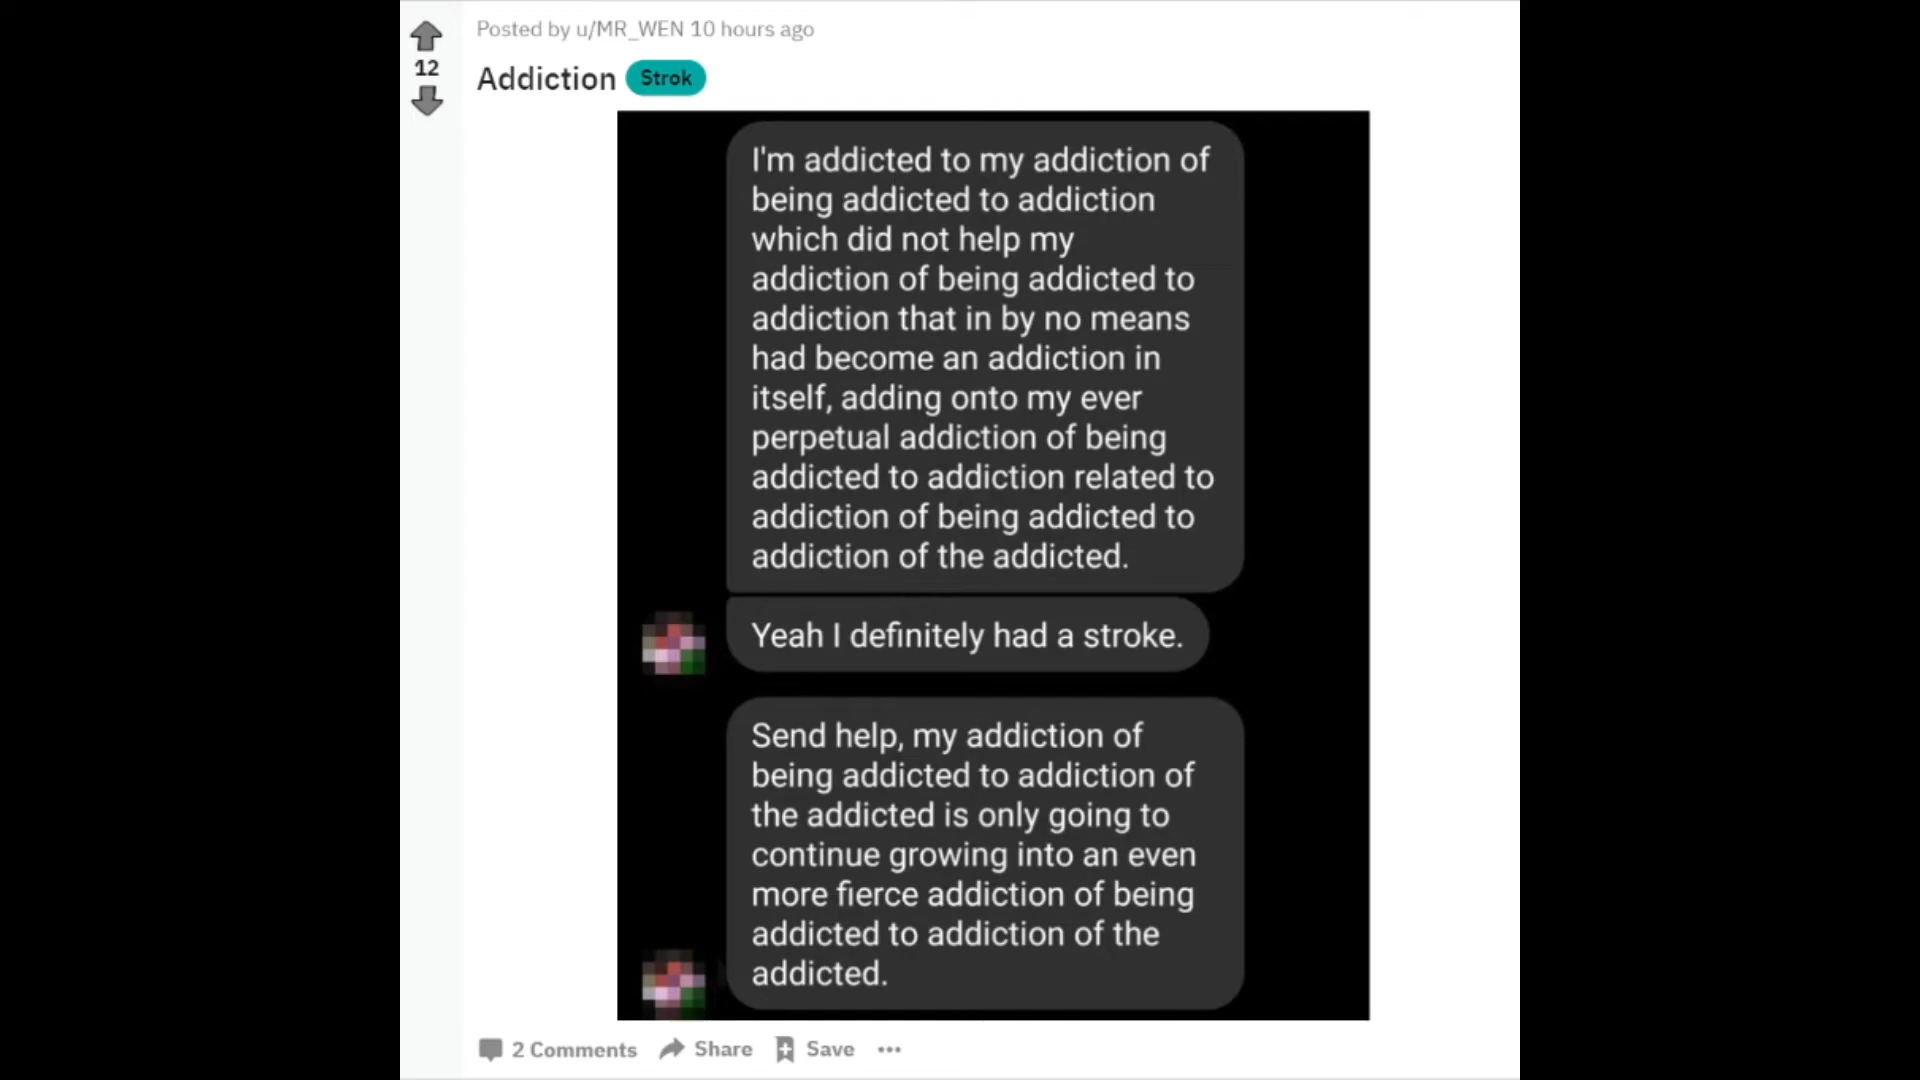 Posted by u/MR_WEN 10 hours ago
12
Addiction Strok
I'm addicted to my addiction of
being addicted to addiction
which did not help my
addiction of being addicted to
addiction that in by no means
had become an addiction in
itself, adding onto my ever
perpetual addiction of being
addicted to addiction related to
addiction of being addicted to
addiction of the addicted.
Yeah I definitely had a stroke.
Send help, my addiction of
being addicted to addiction of
the addicted is only going to
continue growing into an even
more fierce addiction of being
addicted to addiction of the
addicted.
2 Comments Share Save